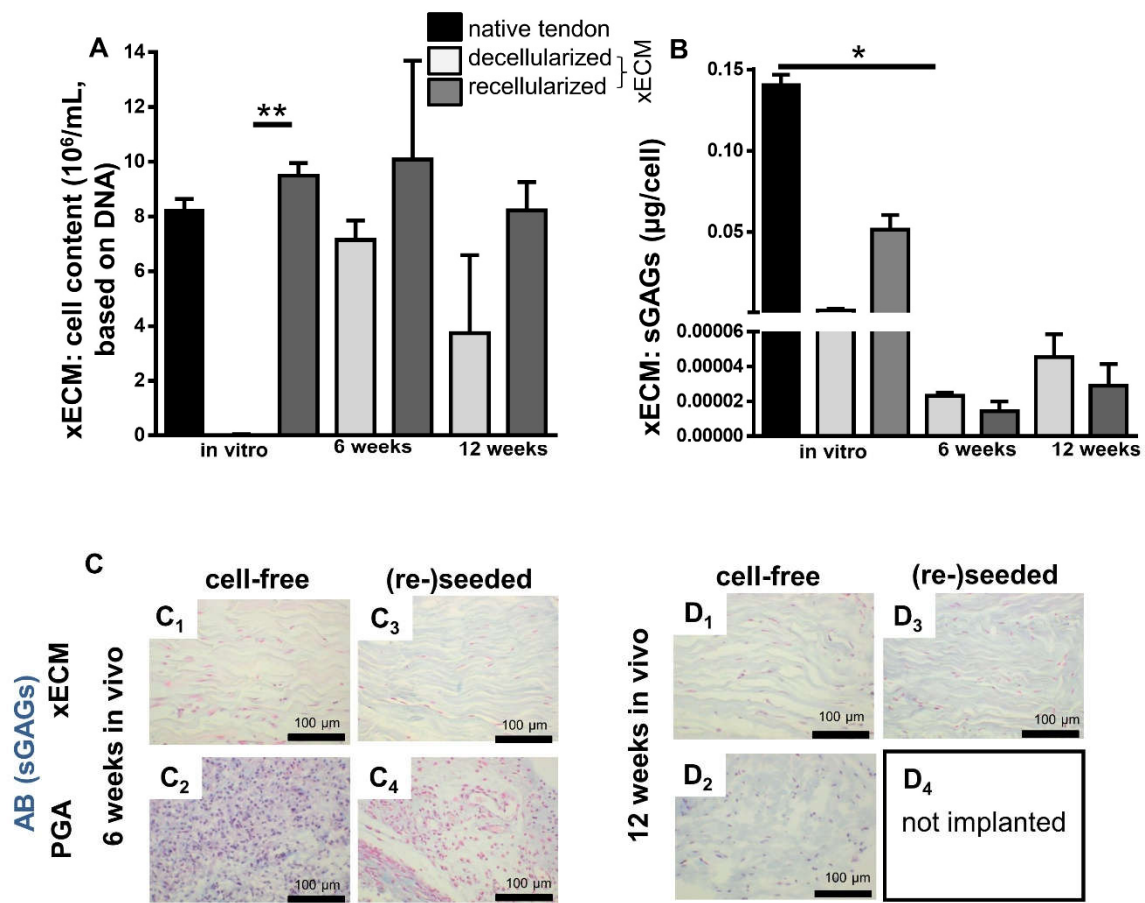 A
native tendon
decellularized
recellularized
xECM
xECM: cell content (10⁶/mL,
based on DNA)
14
12
10
8
6
4
2
0
**
in vitro
6 weeks
12 weeks
B
*
xECM: sGAGs (µg/cell)
0.15
0.10
0.05
0.00006
0.00004
0.00002
0.00000
in vitro
6 weeks
12 weeks
C
cell-free
(re-)seeded
AB (sGAGs)
xECM
PGA
6 weeks in vivo
C₁
100 µm
C₃
100 µm
C₂
100 µm
C₄
100 µm
cell-free
(re-)seeded
12 weeks in vivo
D₁
100 µm
D₃
100 µm
D₂
100 µm
D₄
not implanted